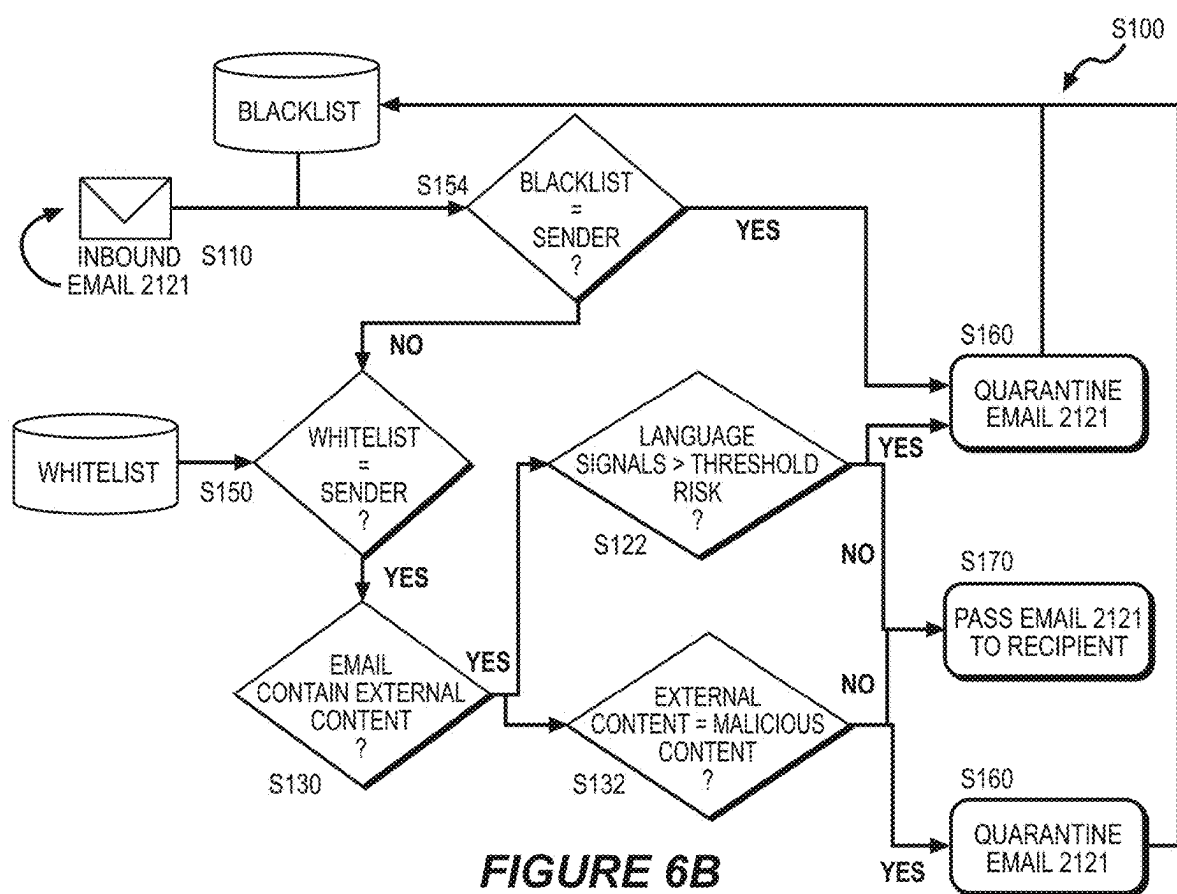 S100
BLACKLIST
S154
BLACKLIST
=
SENDER
?
YES
INBOUND S110
EMAIL 2121
NO
S160
QUARANTINE
EMAIL 2121
WHITELIST
S150
WHITELIST
=
SENDER
?
LANGUAGE
SIGNALS > THRESHOLD
RISK
?
YES
S122
NO
YES
S170
PASS EMAIL 2121
TO RECIPIENT
EMAIL
CONTAIN EXTERNAL
CONTENT
?
YES
S130
EXTERNAL
CONTENT = MALICIOUS
CONTENT
?
NO
S132
S160
QUARANTINE
EMAIL 2121
YES
FIGURE 6B